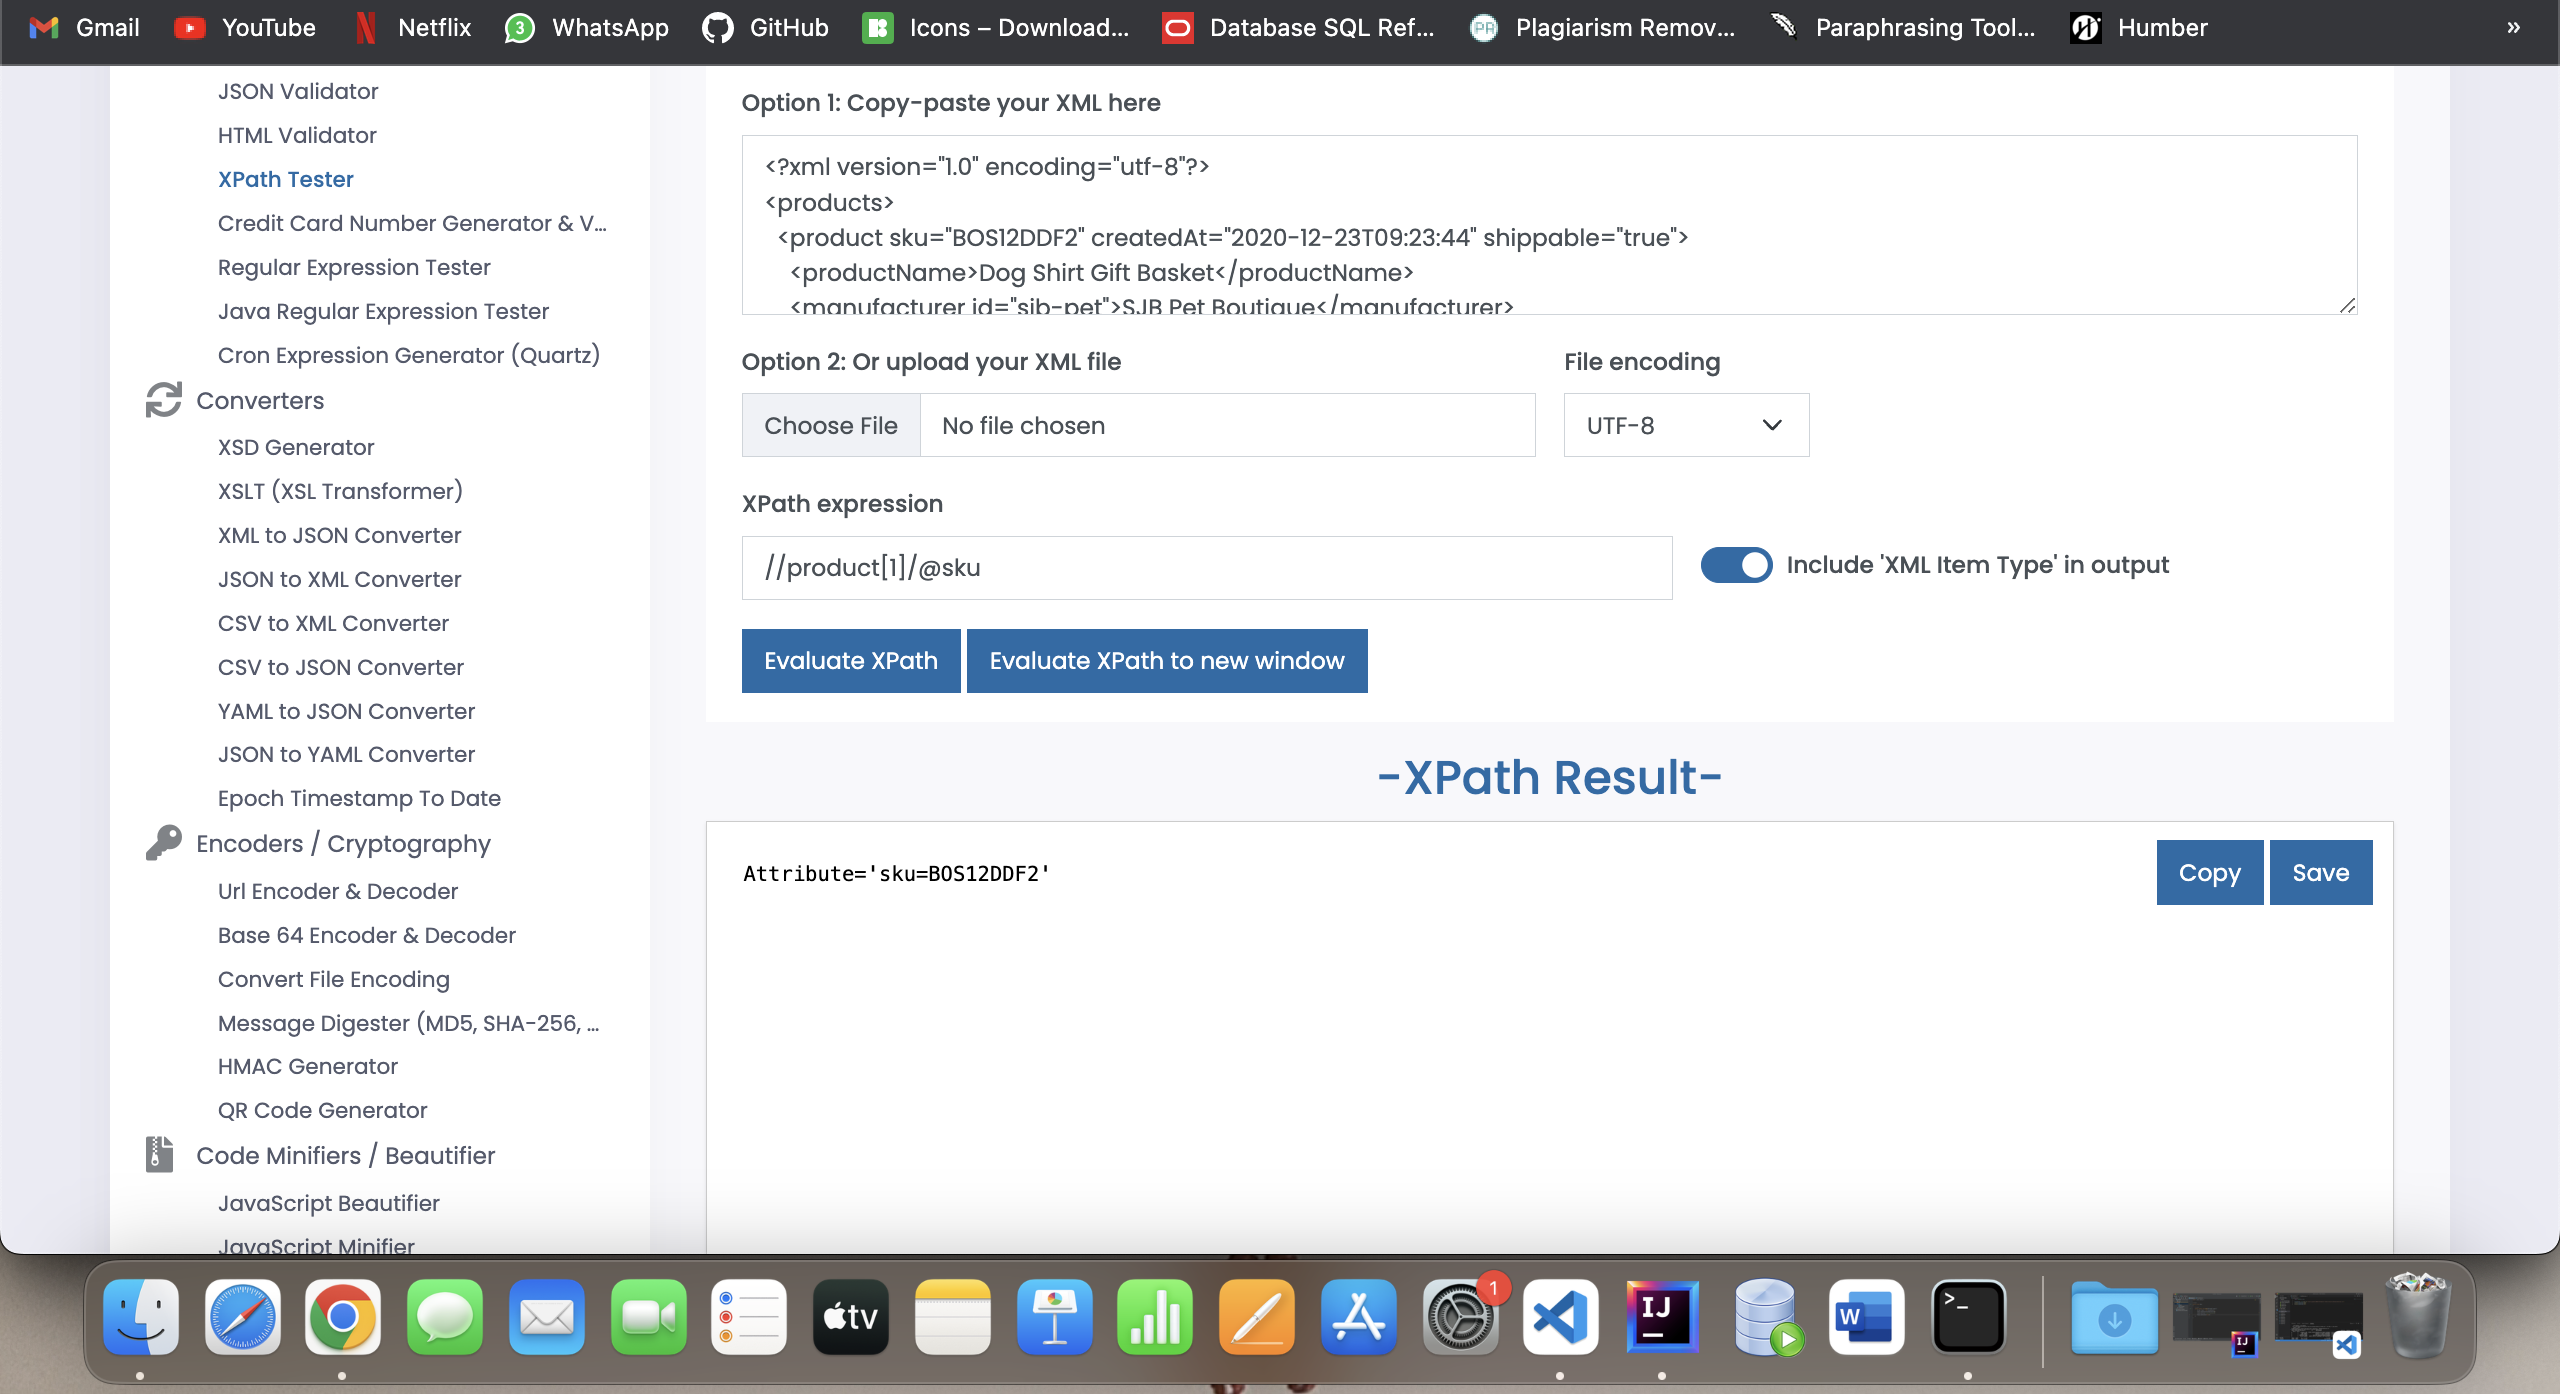 Gmail
YouTube
Netflix
3
WhatsApp
GitHub
Icons – Download...
Database SQL Ref...
PR
Plagiarism Remov...
Paraphrasing Tool...
Humber
»
JSON Validator
HTML Validator
XPath Tester
Credit Card Number Generator & V...
Regular Expression Tester
Java Regular Expression Tester
Cron Expression Generator (Quartz)
Converters
XSD Generator
XSLT (XSL Transformer)
XML to JSON Converter
JSON to XML Converter
CSV to XML Converter
CSV to JSON Converter
YAML to JSON Converter
JSON to YAML Converter
Epoch Timestamp To Date
Encoders / Cryptography
Url Encoder & Decoder
Base 64 Encoder & Decoder
Convert File Encoding
Message Digester (MD5, SHA-256, ...
HMAC Generator
QR Code Generator
Code Minifiers / Beautifier
JavaScript Beautifier
JavaScript Minifier
Option 1: Copy-paste your XML here
<?xml version="1.0" encoding="utf-8"?>
<products>
<product sku="BOS12DDF2" createdAt="2020-12-23T09:23:44" shippable="true">
<productName>Dog Shirt Gift Basket</productName>
<manufacturer id="sjb-pet">SJB Pet Boutique</manufacturer>
Option 2: Or upload your XML file
File encoding
Choose File
No file chosen
UTF-8
XPath expression
//product[1]/@sku
Include 'XML Item Type' in output
Evaluate XPath
Evaluate XPath to new window
-XPath Result-
Attribute='sku=BOS12DDF2'
Copy
Save
tv
1
IJ
W
>_
IJ